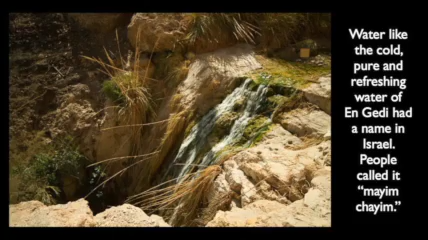 Water like
the cold,
pure and
refreshing
water of
En Gedi had
a name in
Israel.
People
called it
“mayim
chayim.”